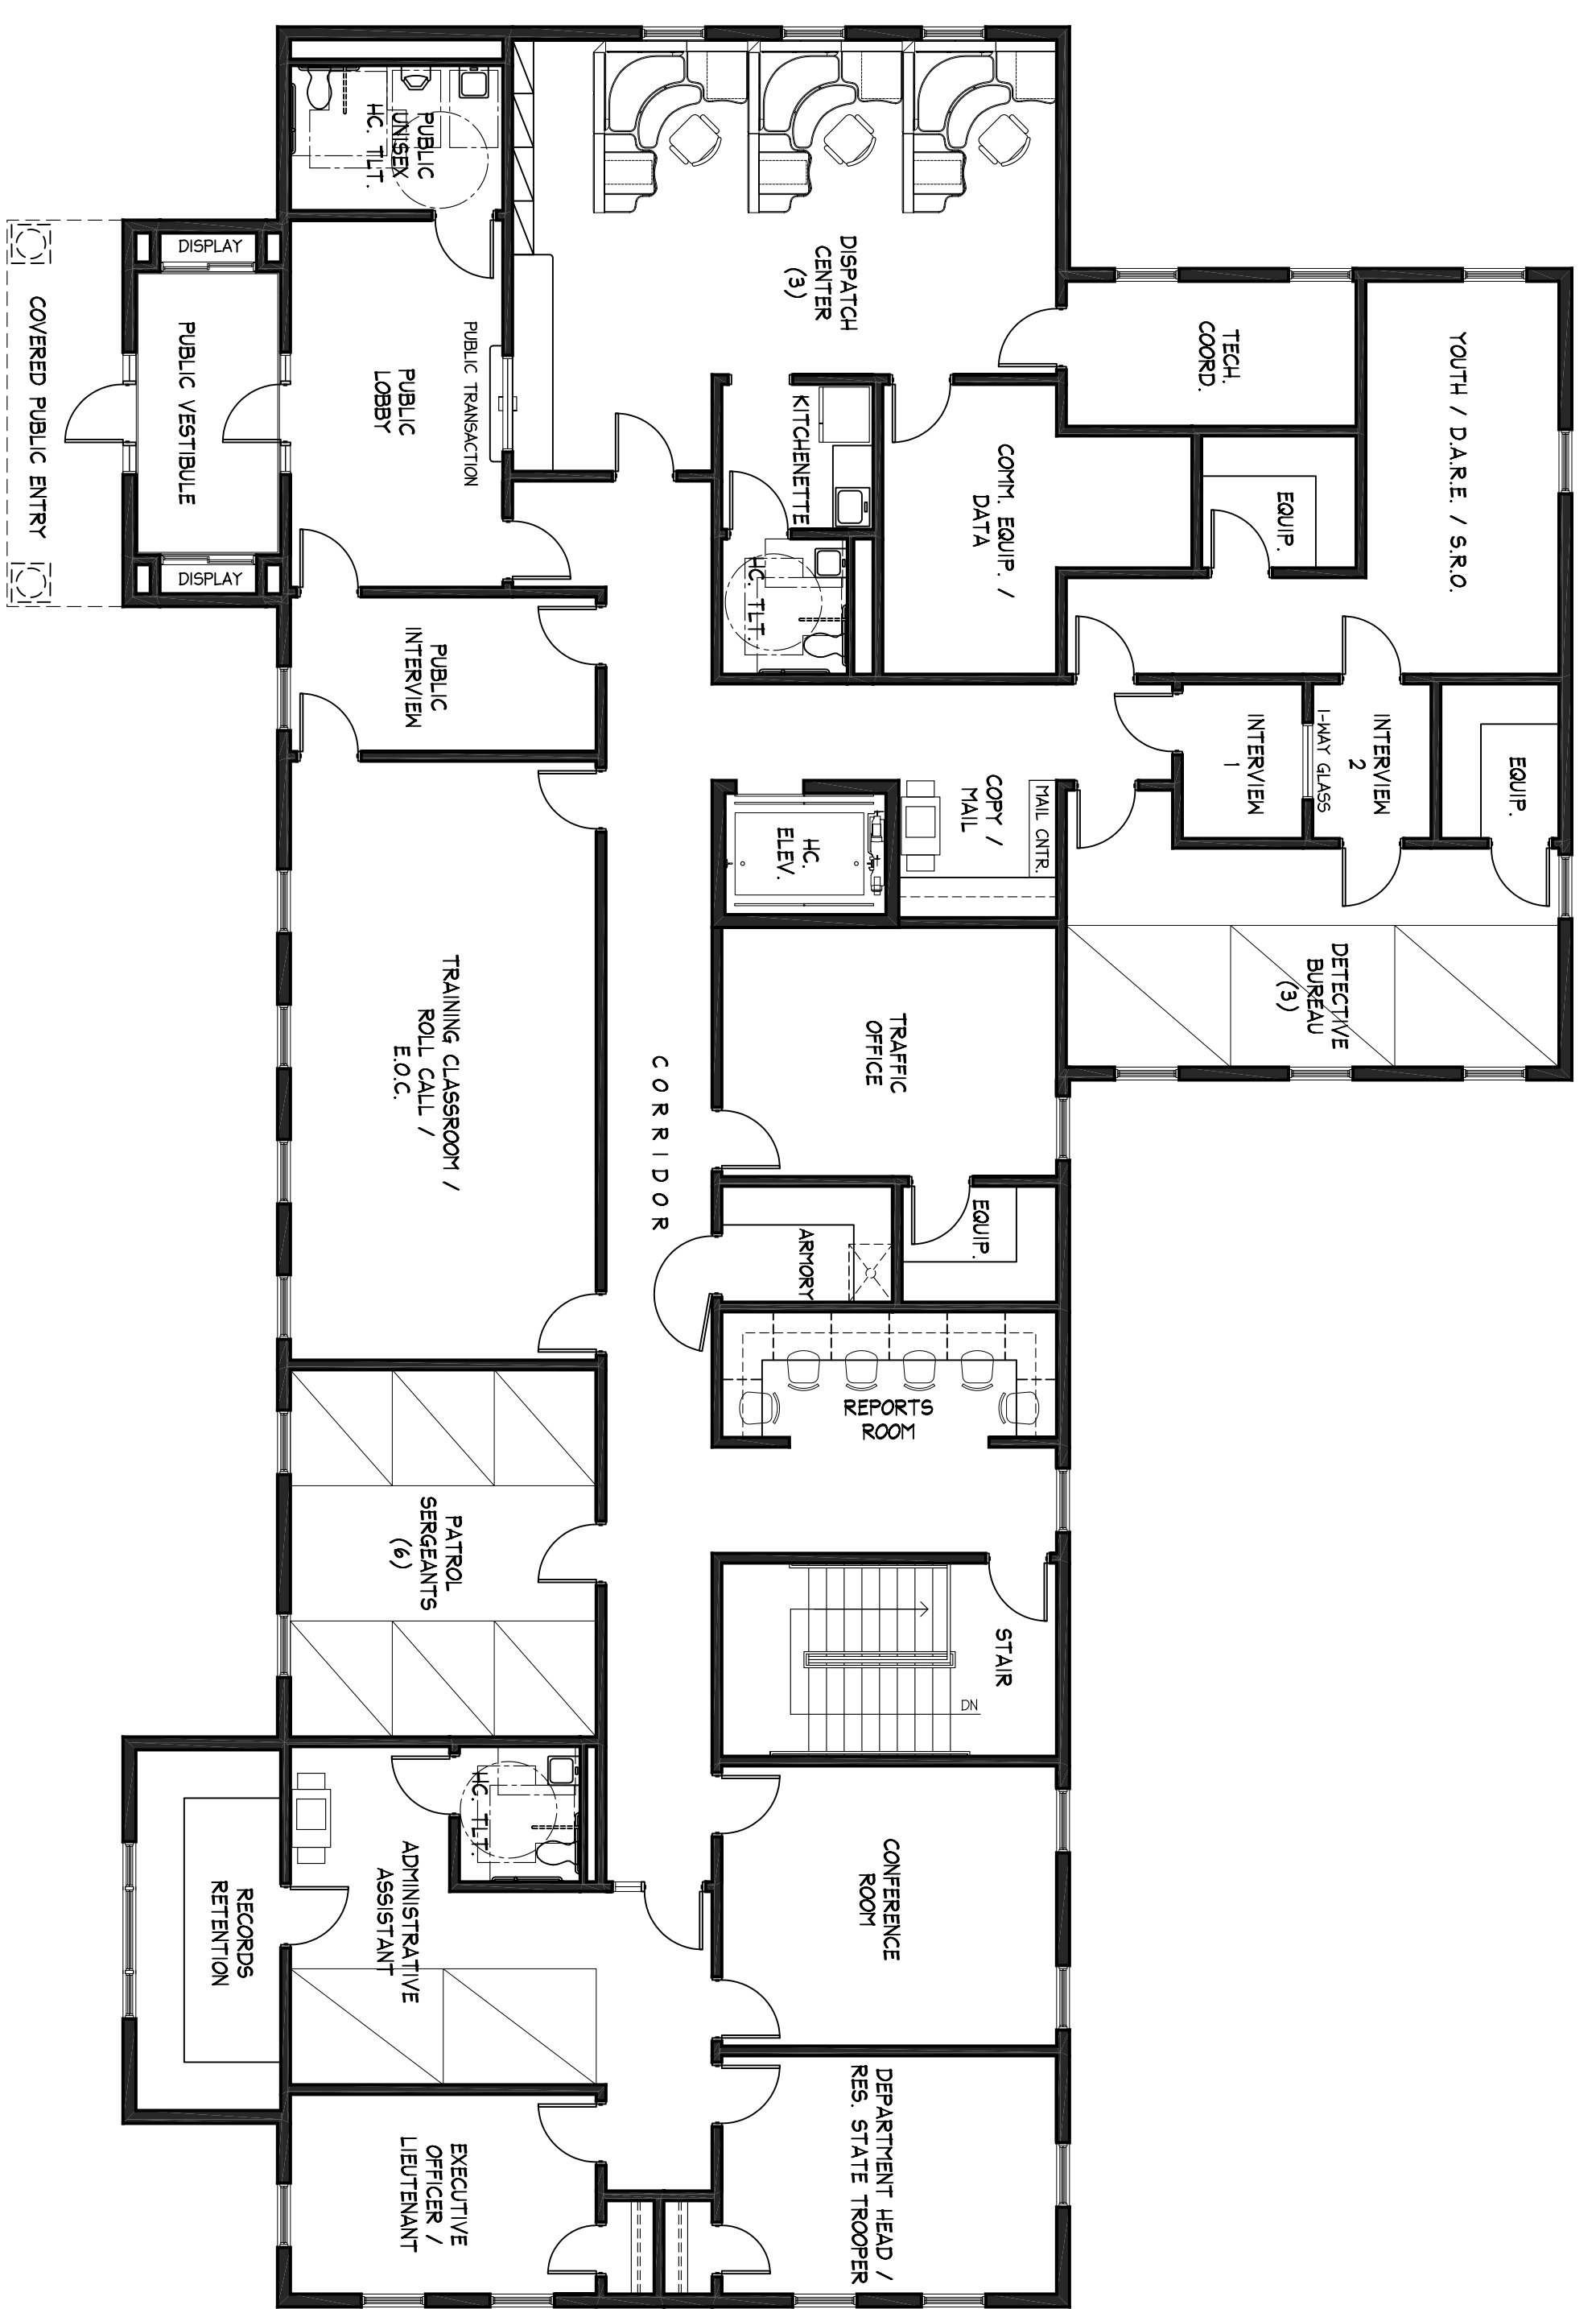 PUBLIC
UNISEX
HC. TLT.
DISPLAY
PUBLIC VESTIBULE
DISPLAY
COVERED PUBLIC ENTRY
PUBLIC
LOBBY
PUBLIC TRANSACTION
DISPATCH
CENTER
(3)
TECH.
COORD.
YOUTH / D.A.R.E. / S.R.O.
KITCHENETTE
COMM. EQUIP. /
DATA
EQUIP.
HC. TLT.
PUBLIC
INTERVIEW
INTERVIEW
1
1-WAY GLASS
INTERVIEW
2
EQUIP.
COPY /
MAIL
MAIL CNTR.
HC.
ELEV.
DETECTIVE
BUREAU
(3)
TRAFFIC
OFFICE
TRAINING CLASSROOM /
ROLL CALL /
E.O.C.
CORRIDOR
EQUIP.
ARMORY
REPORTS
ROOM
PATROL
SERGEANTS
(6)
STAIR
DN
HC. TLT.
ADMINISTRATIVE
ASSISTANT
RECORDS
RETENTION
CONFERENCE
ROOM
DEPARTMENT HEAD /
RES. STATE TROOPER
EXECUTIVE
OFFICER /
LIEUTENANT